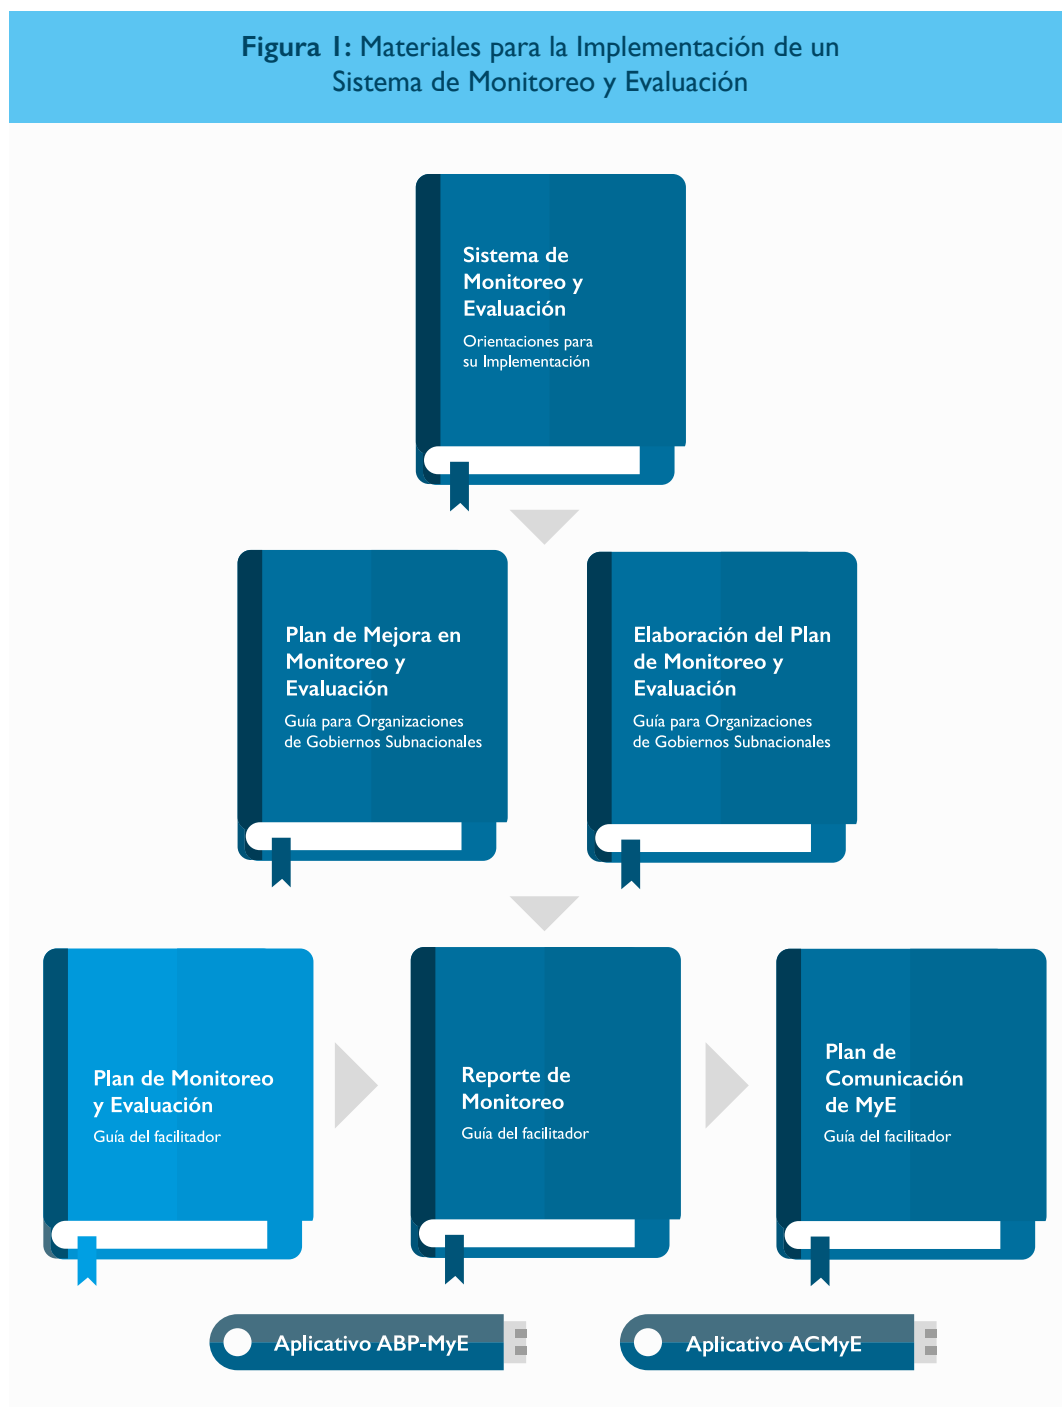 Figura 1: Materiales para la Implementación de un
Sistema de Monitoreo y Evaluación
Sistema de
Monitoreo y
Evaluación
Orientaciones para
su Implementación
Plan de Mejora en
Monitoreo y
Evaluación
Guía para Organizaciones
de Gobiernos Subnacionales
Elaboración del Plan
de Monitoreo y
Evaluación
Guía para Organizaciones
de Gobiernos Subnacionales
Plan de Monitoreo
y Evaluación
Guía del facilitador
Reporte de
Monitoreo
Guía del facilitador
Plan de
Comunicación
de MyE
Guía del facilitador
Aplicativo ABP-MyE
Aplicativo ACMyE